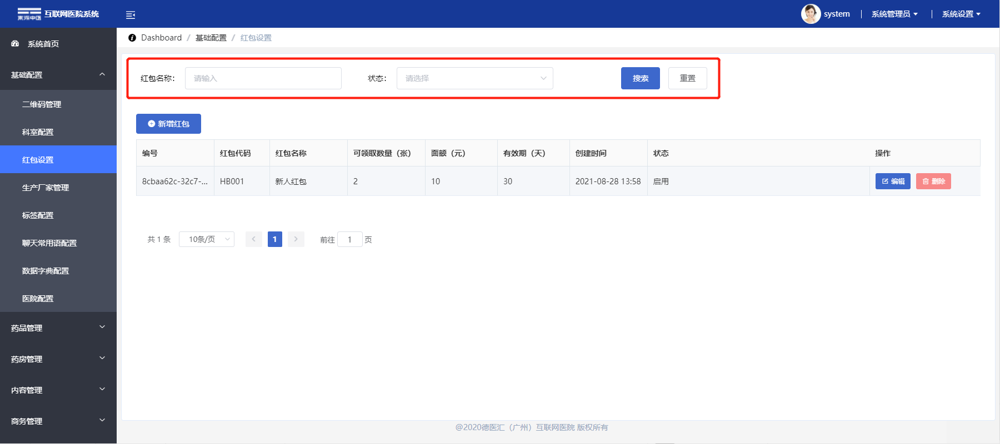 東海中医 互联网医院系统
system
系统管理员
系统设置
系统首页
基础配置
二维码管理
科室配置
红包设置
生产厂家管理
标签配置
聊天常用语配置
数据字典配置
医院配置
药品管理
药房管理
内容管理
商务管理
Dashboard / 基础配置 / 红包设置
红包名称： 请输入 状态： 请选择 搜索 重置
新增红包
编号 红包代码 红包名称 可领取数量（张） 面额（元） 有效期（天） 创建时间 状态 操作
8cbaa62c-32c7-... HB001 新人红包 2 10 30 2021-08-28 13:58 启用 编辑 删除
共 1 条 10条/页 1 前往 1 页
@2020德医汇（广州）互联网医院 版权所有